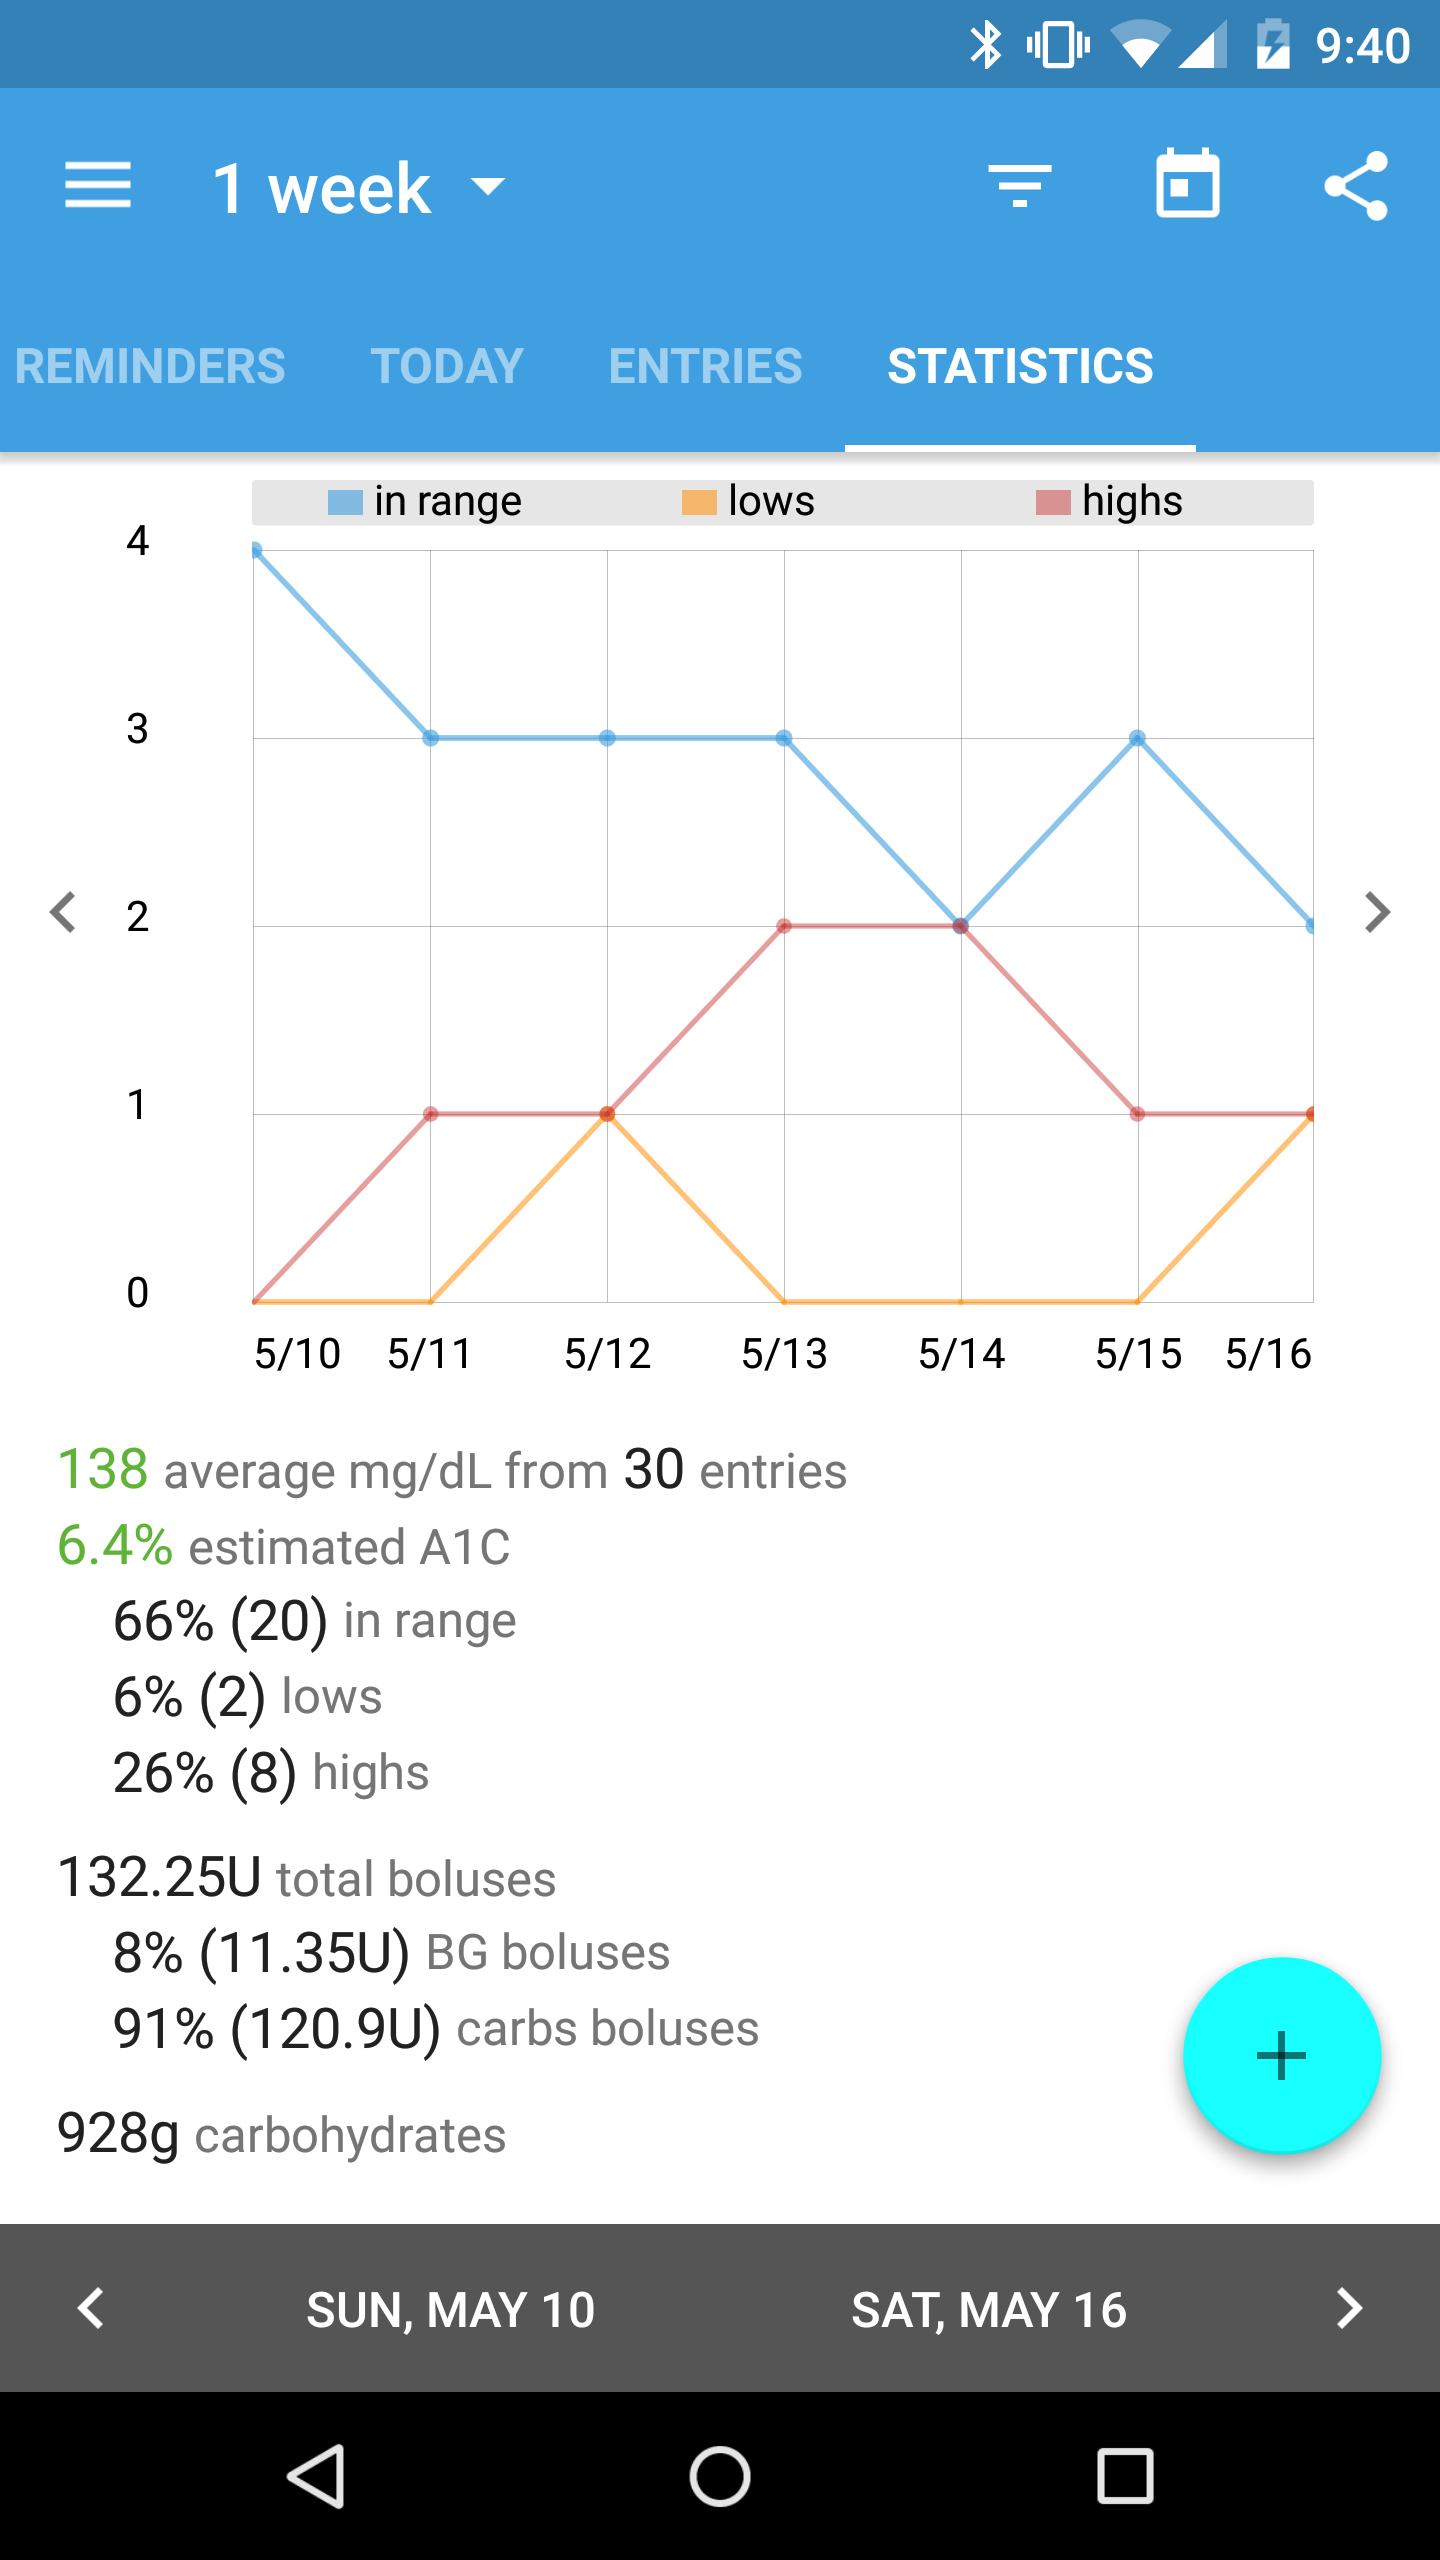 9:40
1 week
REMINDERS TODAY ENTRIES STATISTICS
in range lows highs
4
3
2
1
0
5/10 5/11 5/12 5/13 5/14 5/15 5/16
138 average mg/dL from 30 entries
6.4% estimated A1C
66% (20) in range
6% (2) lows
26% (8) highs
132.25U total boluses
8% (11.35U) BG boluses
91% (120.9U) carbs boluses
928g carbohydrates
SUN, MAY 10 SAT, MAY 16